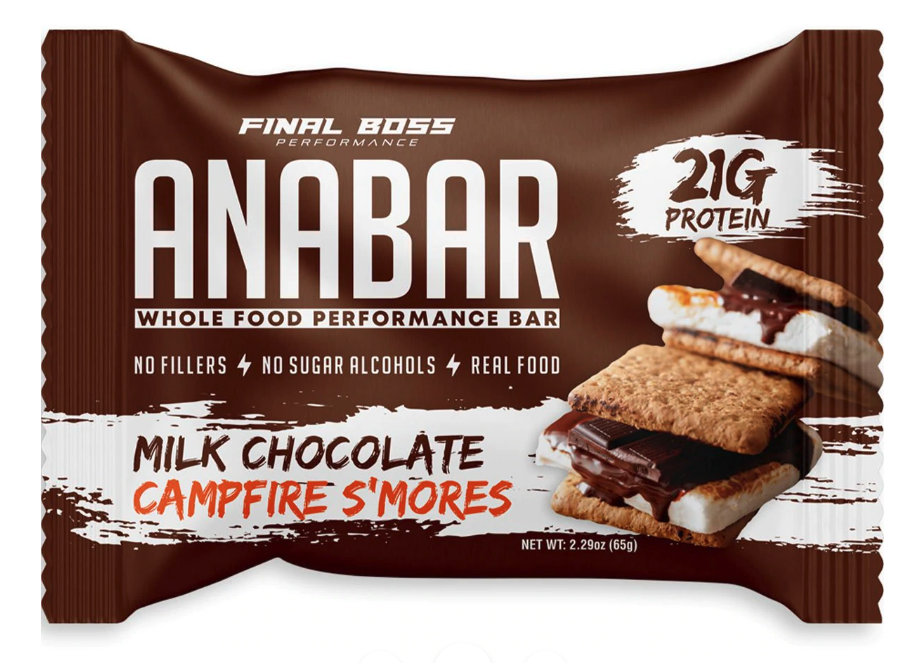 FINAL BOSS
PERFORMANCE
ANABAR
WHOLE FOOD PERFORMANCE BAR
NO FILLERS NO SUGAR ALCOHOLS REAL FOOD
21G
PROTEIN
MILK CHOCOLATE
CAMPFIRE S'MORES
NET WT: 2.29oz (65g)